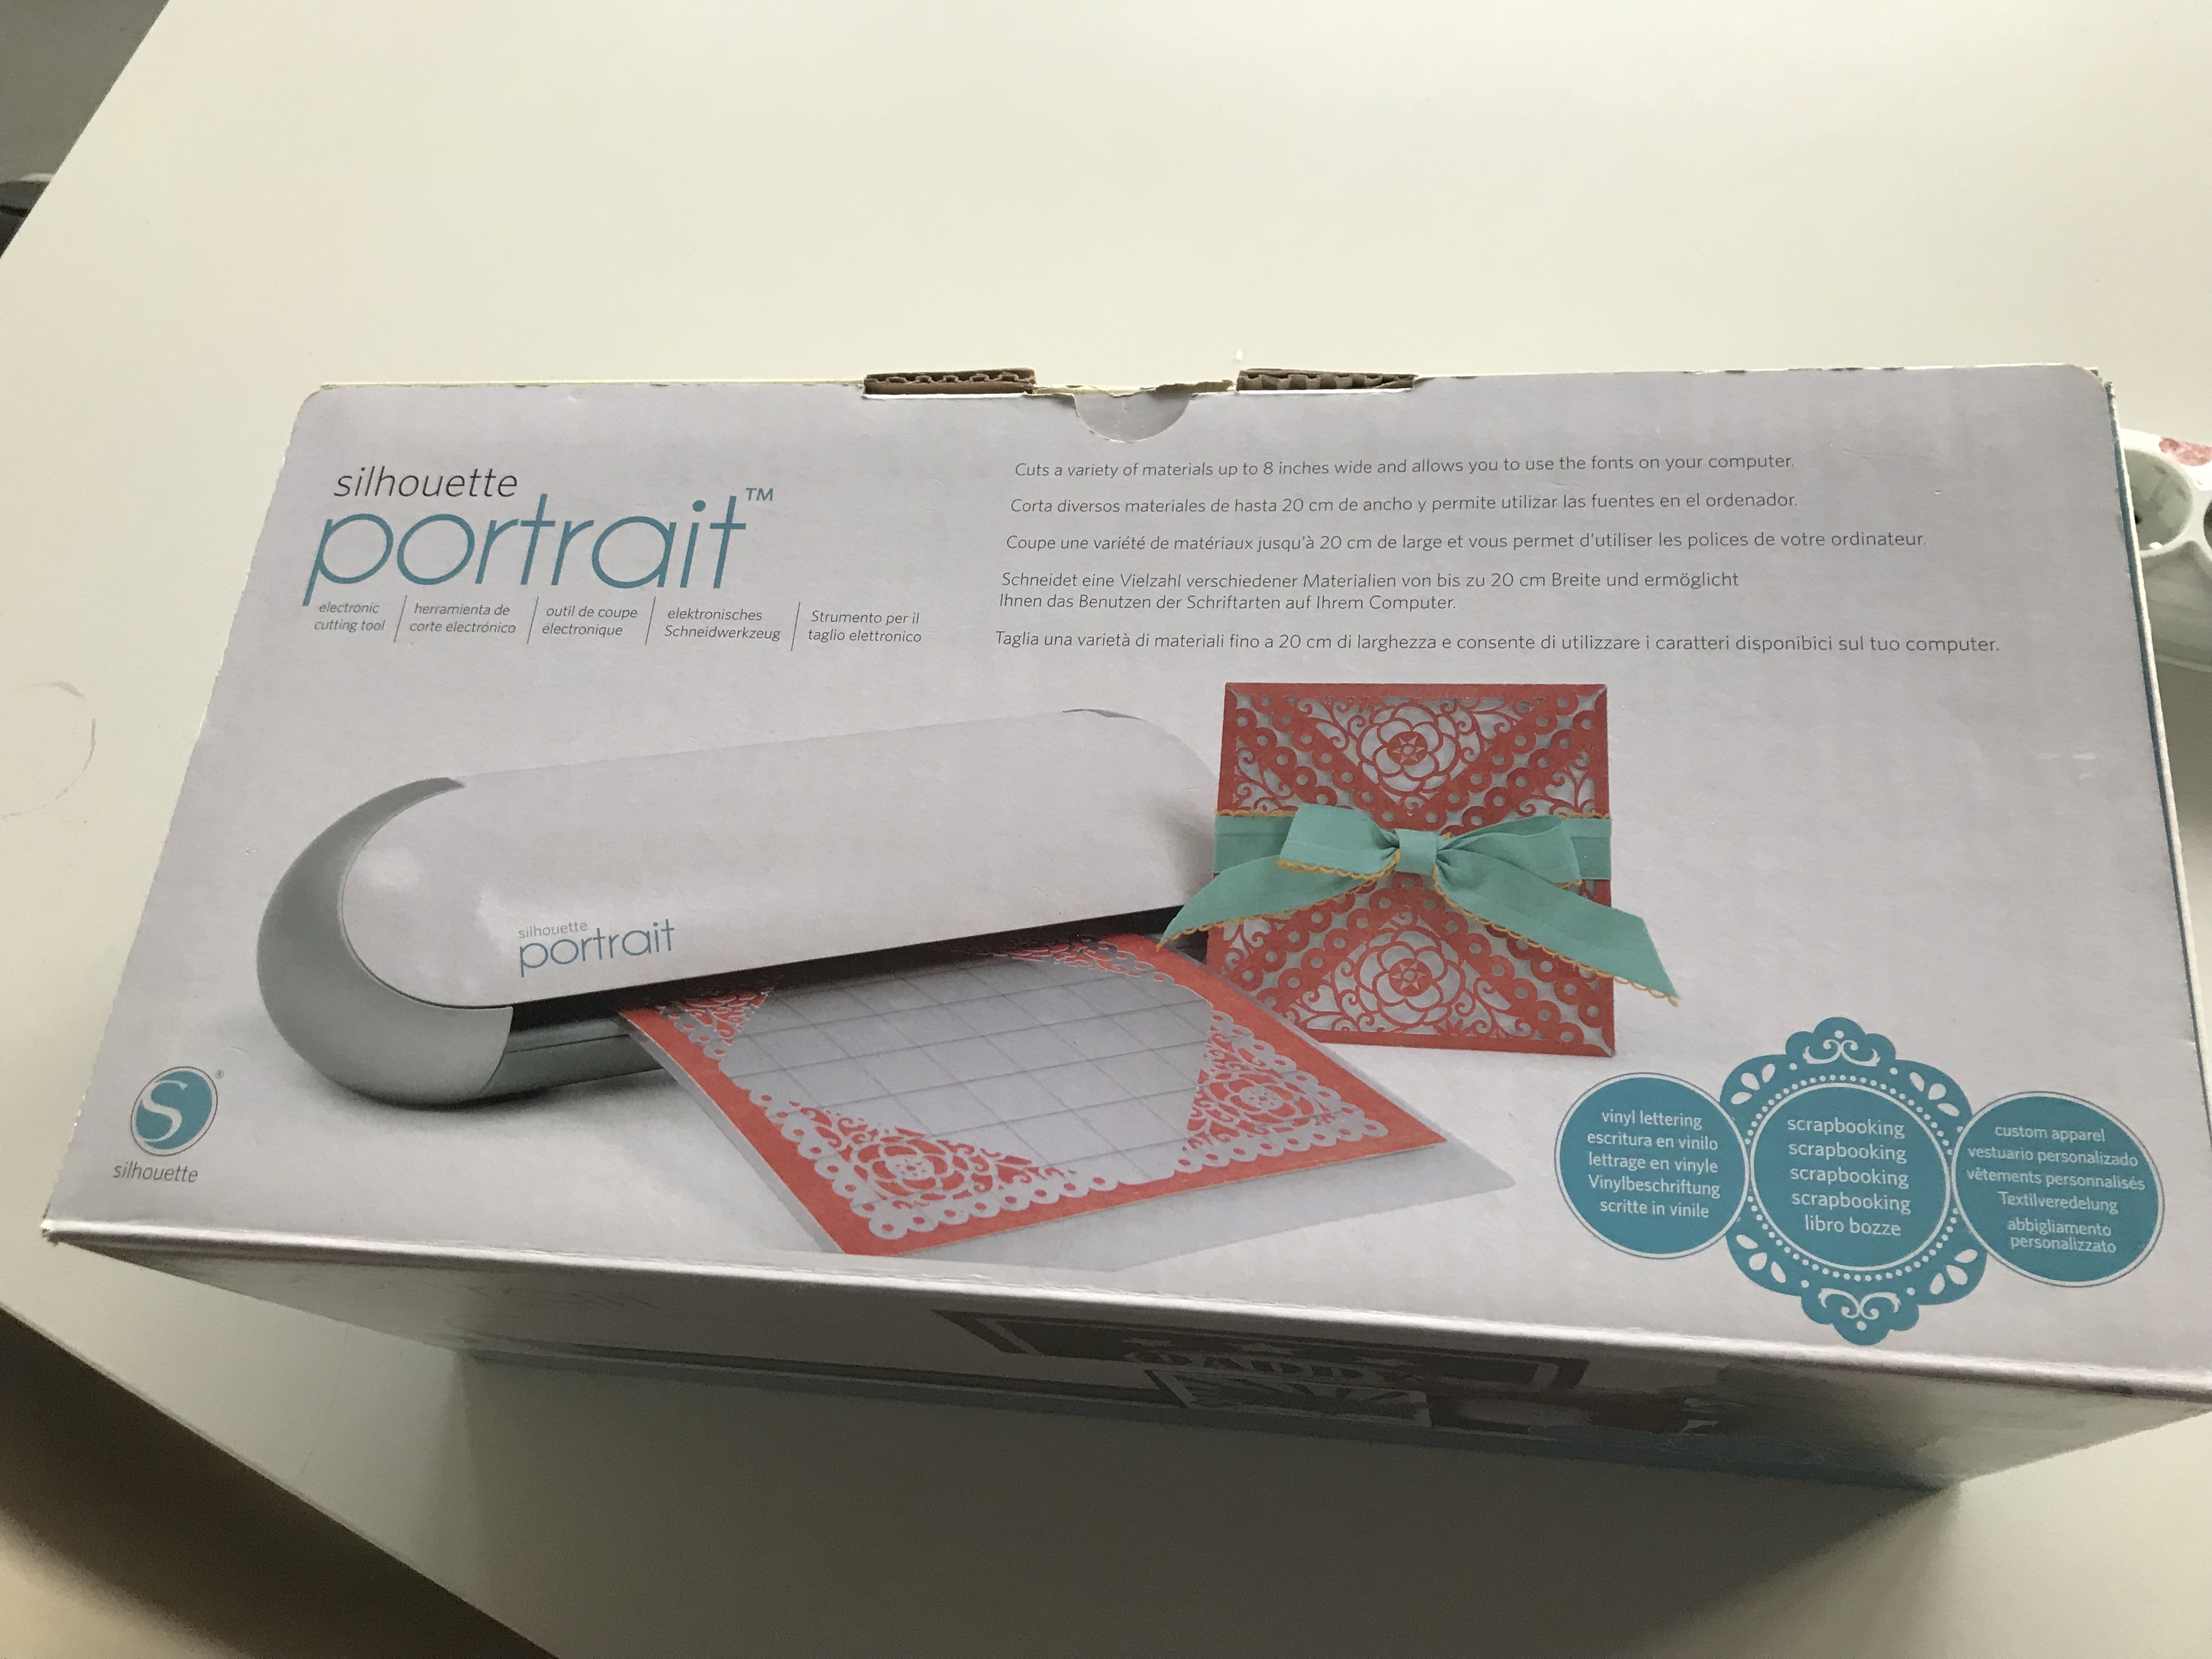 silhouette
portrait™
electronic
cutting tool
herramienta de
corte electrónico
outil de coupe
électronique
elektronisches
Schneidwerkzeug
Strumento per il
taglio elettronico
Cuts a variety of materials up to 8 inches wide and allows you to use the fonts on your computer.
Corta diversos materiales de hasta 20 cm de ancho y permite utilizar las fuentes en el ordenador.
Coupe une variété de matériaux jusqu'à 20 cm de large et vous permet d'utiliser les polices de votre ordinateur.
Schneidet eine Vielzahl verschiedener Materialien von bis zu 20 cm Breite und ermöglicht
Ihnen das Benutzen der Schriftarten auf Ihrem Computer.
Taglia una varietà di materiali fino a 20 cm di larghezza e consente di utilizzare i caratteri disponibici sul tuo computer.
silhouette
portrait
S®
silhouette
vinyl lettering
escritura en vinilo
lettrage en vinyle
Vinylbeschriftung
scritte in vinile
scrapbooking
scrapbooking
scrapbooking
scrapbooking
libro bozze
custom apparel
vestuario personalizado
vêtements personnalisés
Textilveredelung
abbigliamento
personalizzato